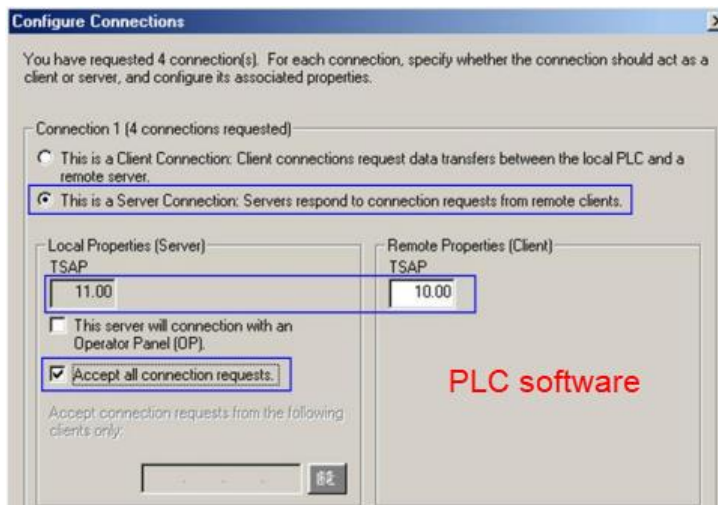 Configure Connections
You have requested 4 connection(s). For each connection, specify whether the connection should act as a
client or server, and configure its associated properties.
Connection 1 (4 connections requested)
This is a Client Connection: Client connections request data transfers between the local PLC and a
remote server.
This is a Server Connection: Servers respond to connection requests from remote clients.
Local Properties (Server)
TSAP
11.00
This server will connection with an
Operator Panel (OP).
Accept all connection requests.
Accept connection requests from the following
clients only:
Remote Properties (Client)
TSAP
10.00
PLC software